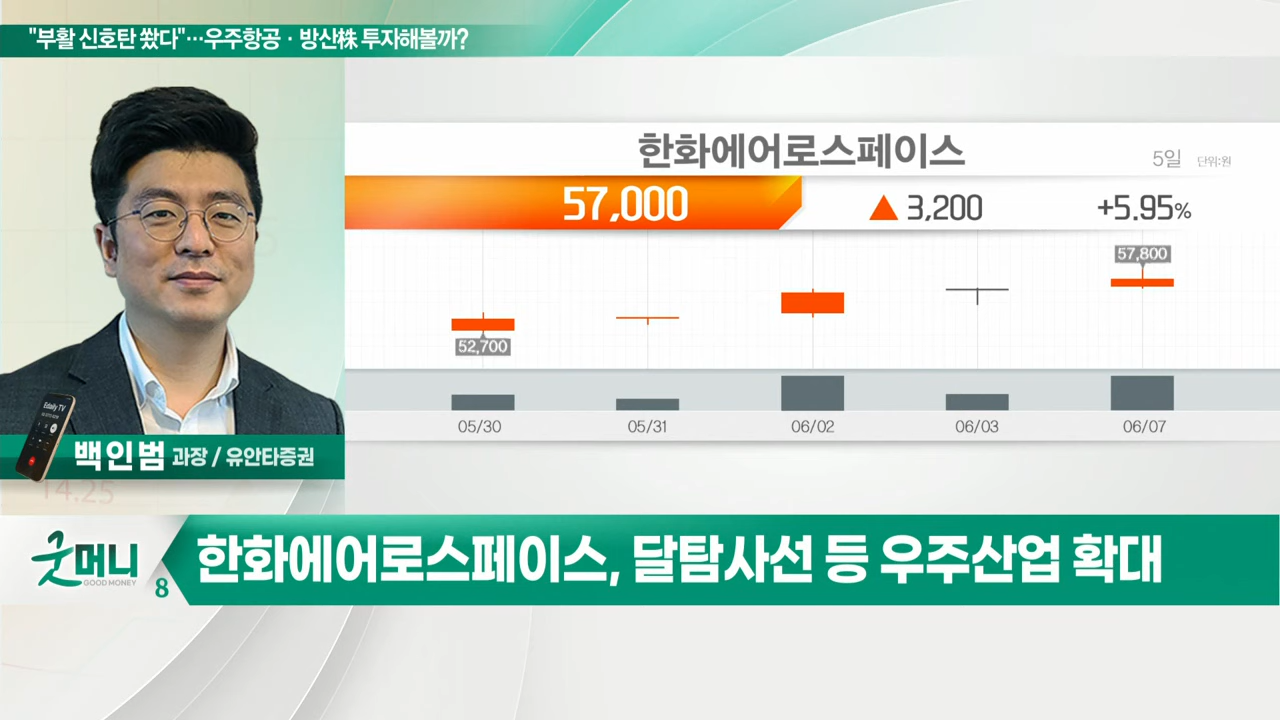 "부활 신호탄 쐈다"…우주항공·방산株 투자해볼까?
한화에어로스페이스
5일 단위:원
57,000 ▲ 3,200 +5.95%
57,800
52,700
05/30 05/31 06/02 06/03 06/07
Edaily TV
백인범 과장 / 유안타증권
14.25
굿머니
GOOD MONEY
8
한화에어로스페이스, 달탐사선 등 우주산업 확대